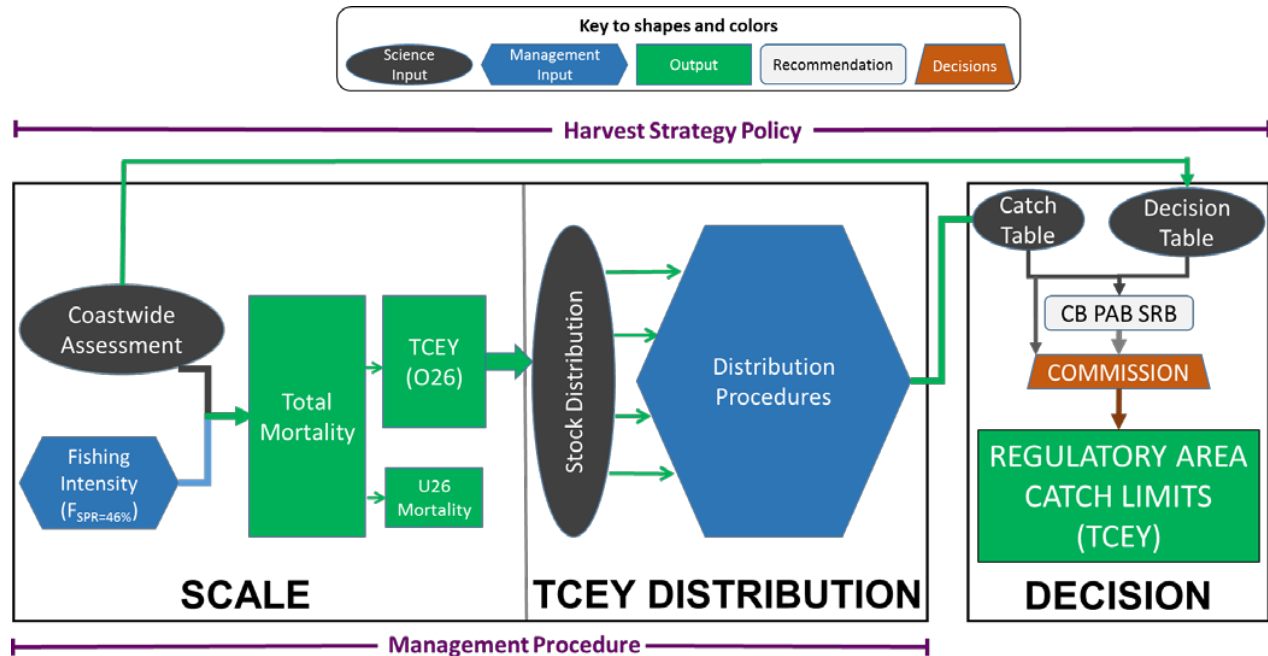 Key to shapes and colors
Science
Input
Management
Input
Output
Recommendation
Decisions
Harvest Strategy Policy
Coastwide
Assessment
Fishing
Intensity
(FSPR=46%)
Total
Mortality
TCEY
(O26)
U26
Mortality
SCALE
Stock Distribution
Distribution
Procedures
TCEY DISTRIBUTION
Catch
Table
Decision
Table
CB PAB SRB
COMMISSION
REGULATORY AREA
CATCH LIMITS
(TCEY)
DECISION
Management Procedure